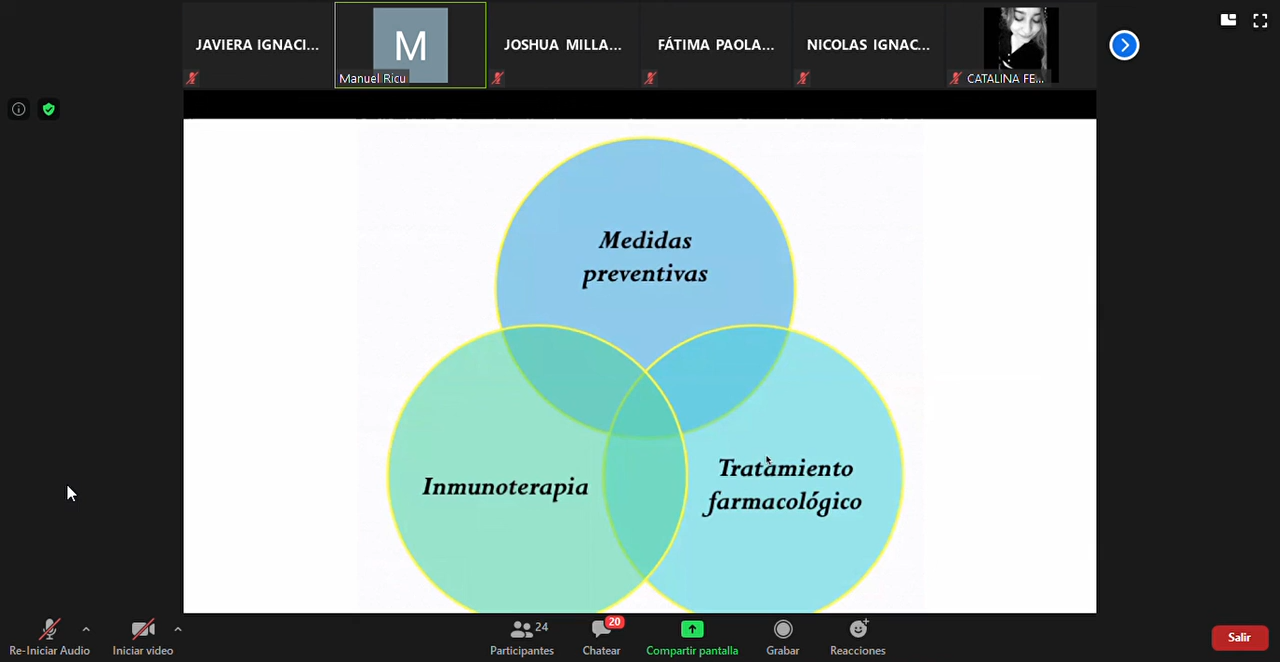 JAVIERA IGNACI...
M
Manuel Ricu
JOSHUA MILLA...
FÁTIMA PAOLA...
NICOLAS IGNAC...
CATALINA FE...
Medidas
preventivas
Inmunoterapia
Tratamiento
farmacológico
Re-Iniciar Audio
Iniciar video
24
Participantes
20
Chatear
Compartir pantalla
Grabar
Reacciones
Salir